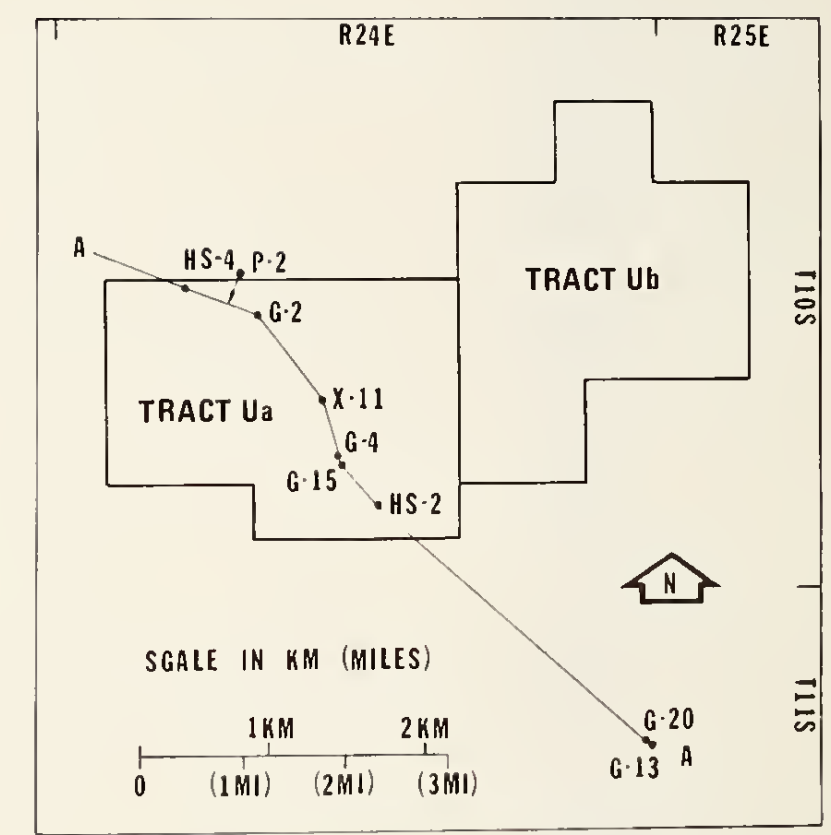 R24E
R25E
A
HS-4 P-2
G-2
TRACT Ub
T10S
TRACT Ua
X-11
G-4
G-15
HS-2
N
SCALE IN KM (MILES)
1KM 2KM
0 (1MI) (2MI) (3MI)
T11S
G-20
G-13 A